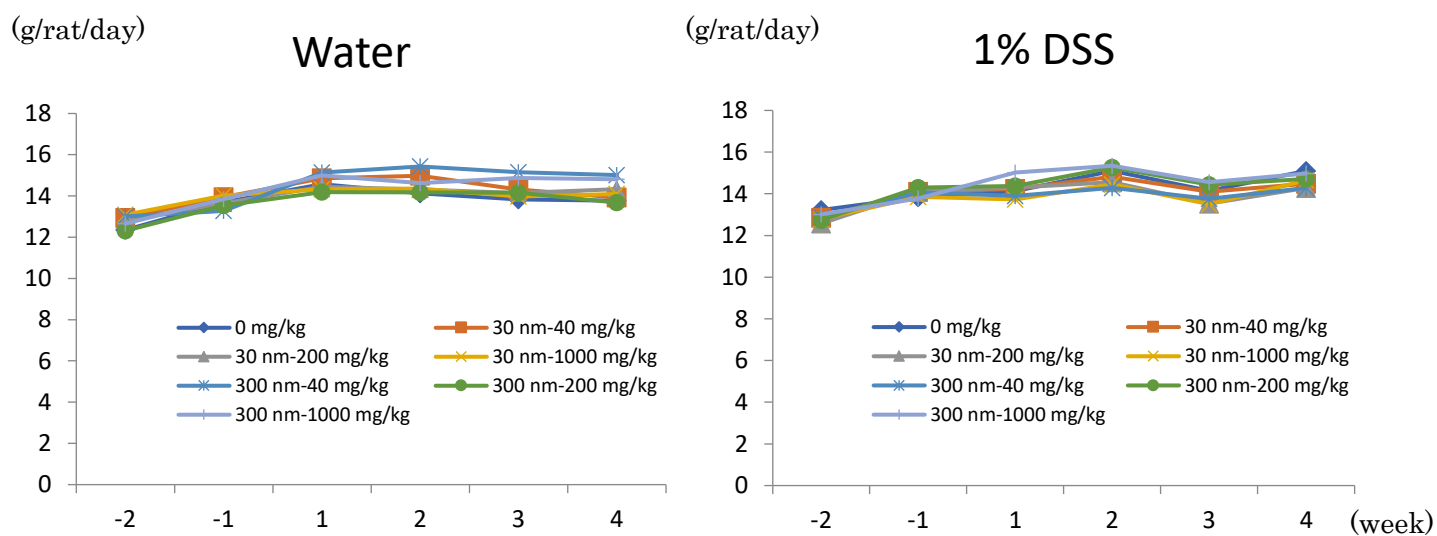 (g/rat/day)
Water
18
16
14
12
10
8
6
4
2
0
-2 -1 1 2 3 4
0 mg/kg 30 nm-40 mg/kg
30 nm-200 mg/kg 30 nm-1000 mg/kg
300 nm-40 mg/kg 300 nm-200 mg/kg
300 nm-1000 mg/kg
(g/rat/day)
1% DSS
18
16
14
12
10
8
6
4
2
0
-2 -1 1 2 3 4 (week)
0 mg/kg 30 nm-40 mg/kg
30 nm-200 mg/kg 30 nm-1000 mg/kg
300 nm-40 mg/kg 300 nm-200 mg/kg
300 nm-1000 mg/kg